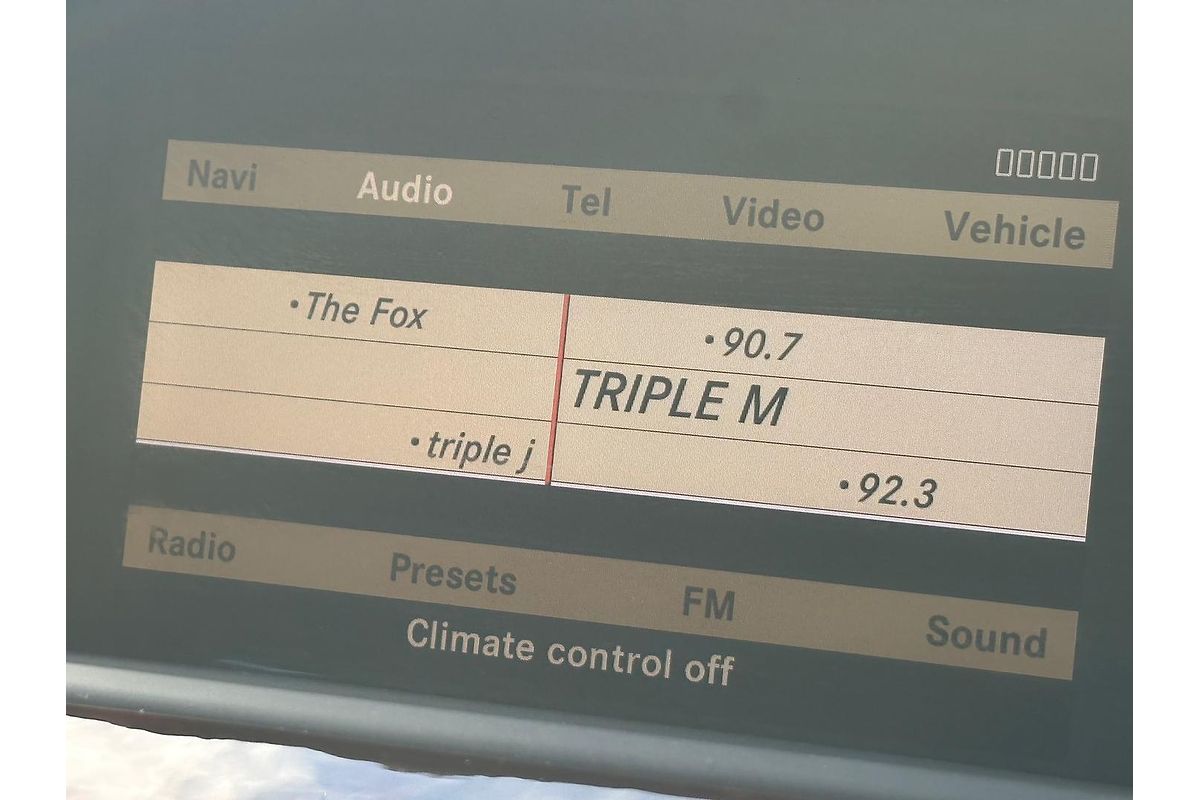 Navi Audio Tel Video Vehicle
•The Fox •90.7
TRIPLE M
•triple j •92.3
Radio Presets FM Sound
Climate control off